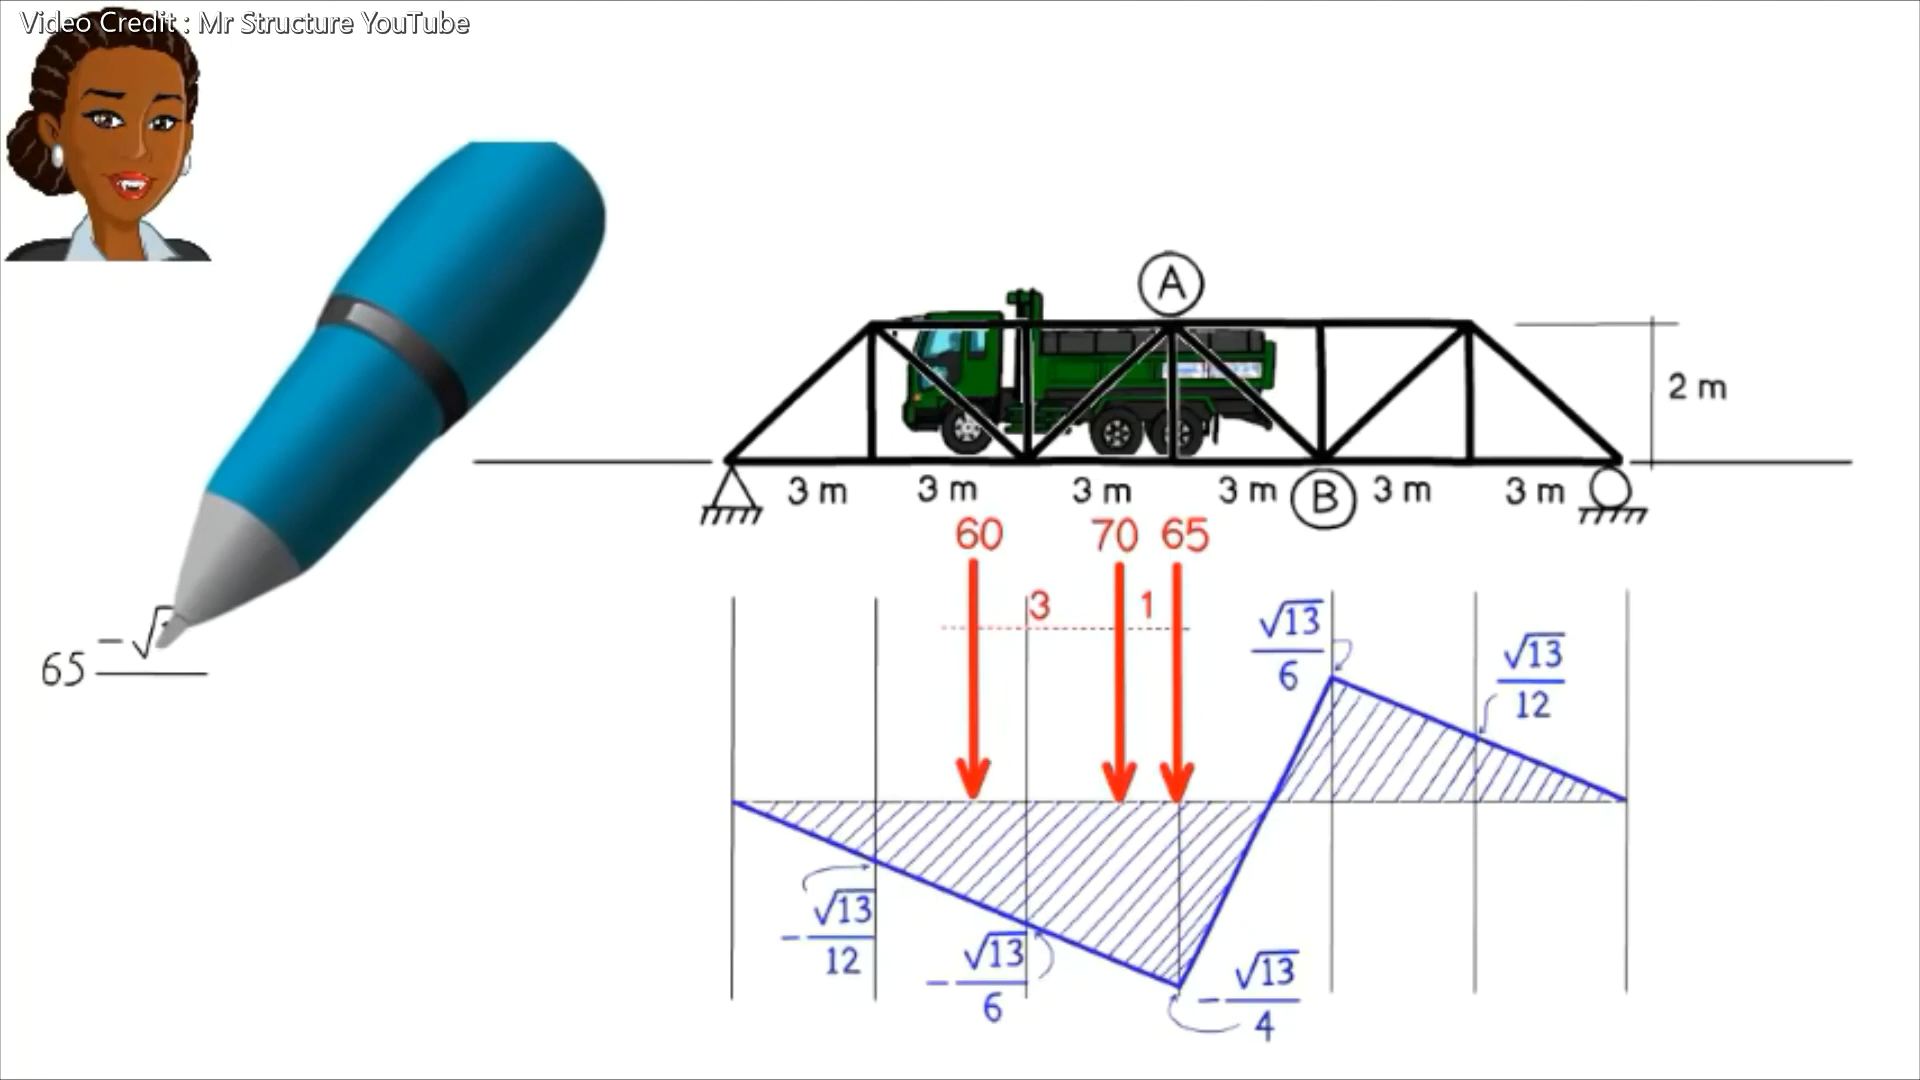 Video Credit : Mr Structure YouTube
A
2 m
3 m 3 m 3 m 3 m B 3 m 3 m
60 70 65
3 1
65 -√
√13/6
√13/12
-√13/12
-√13/6
-√13/4